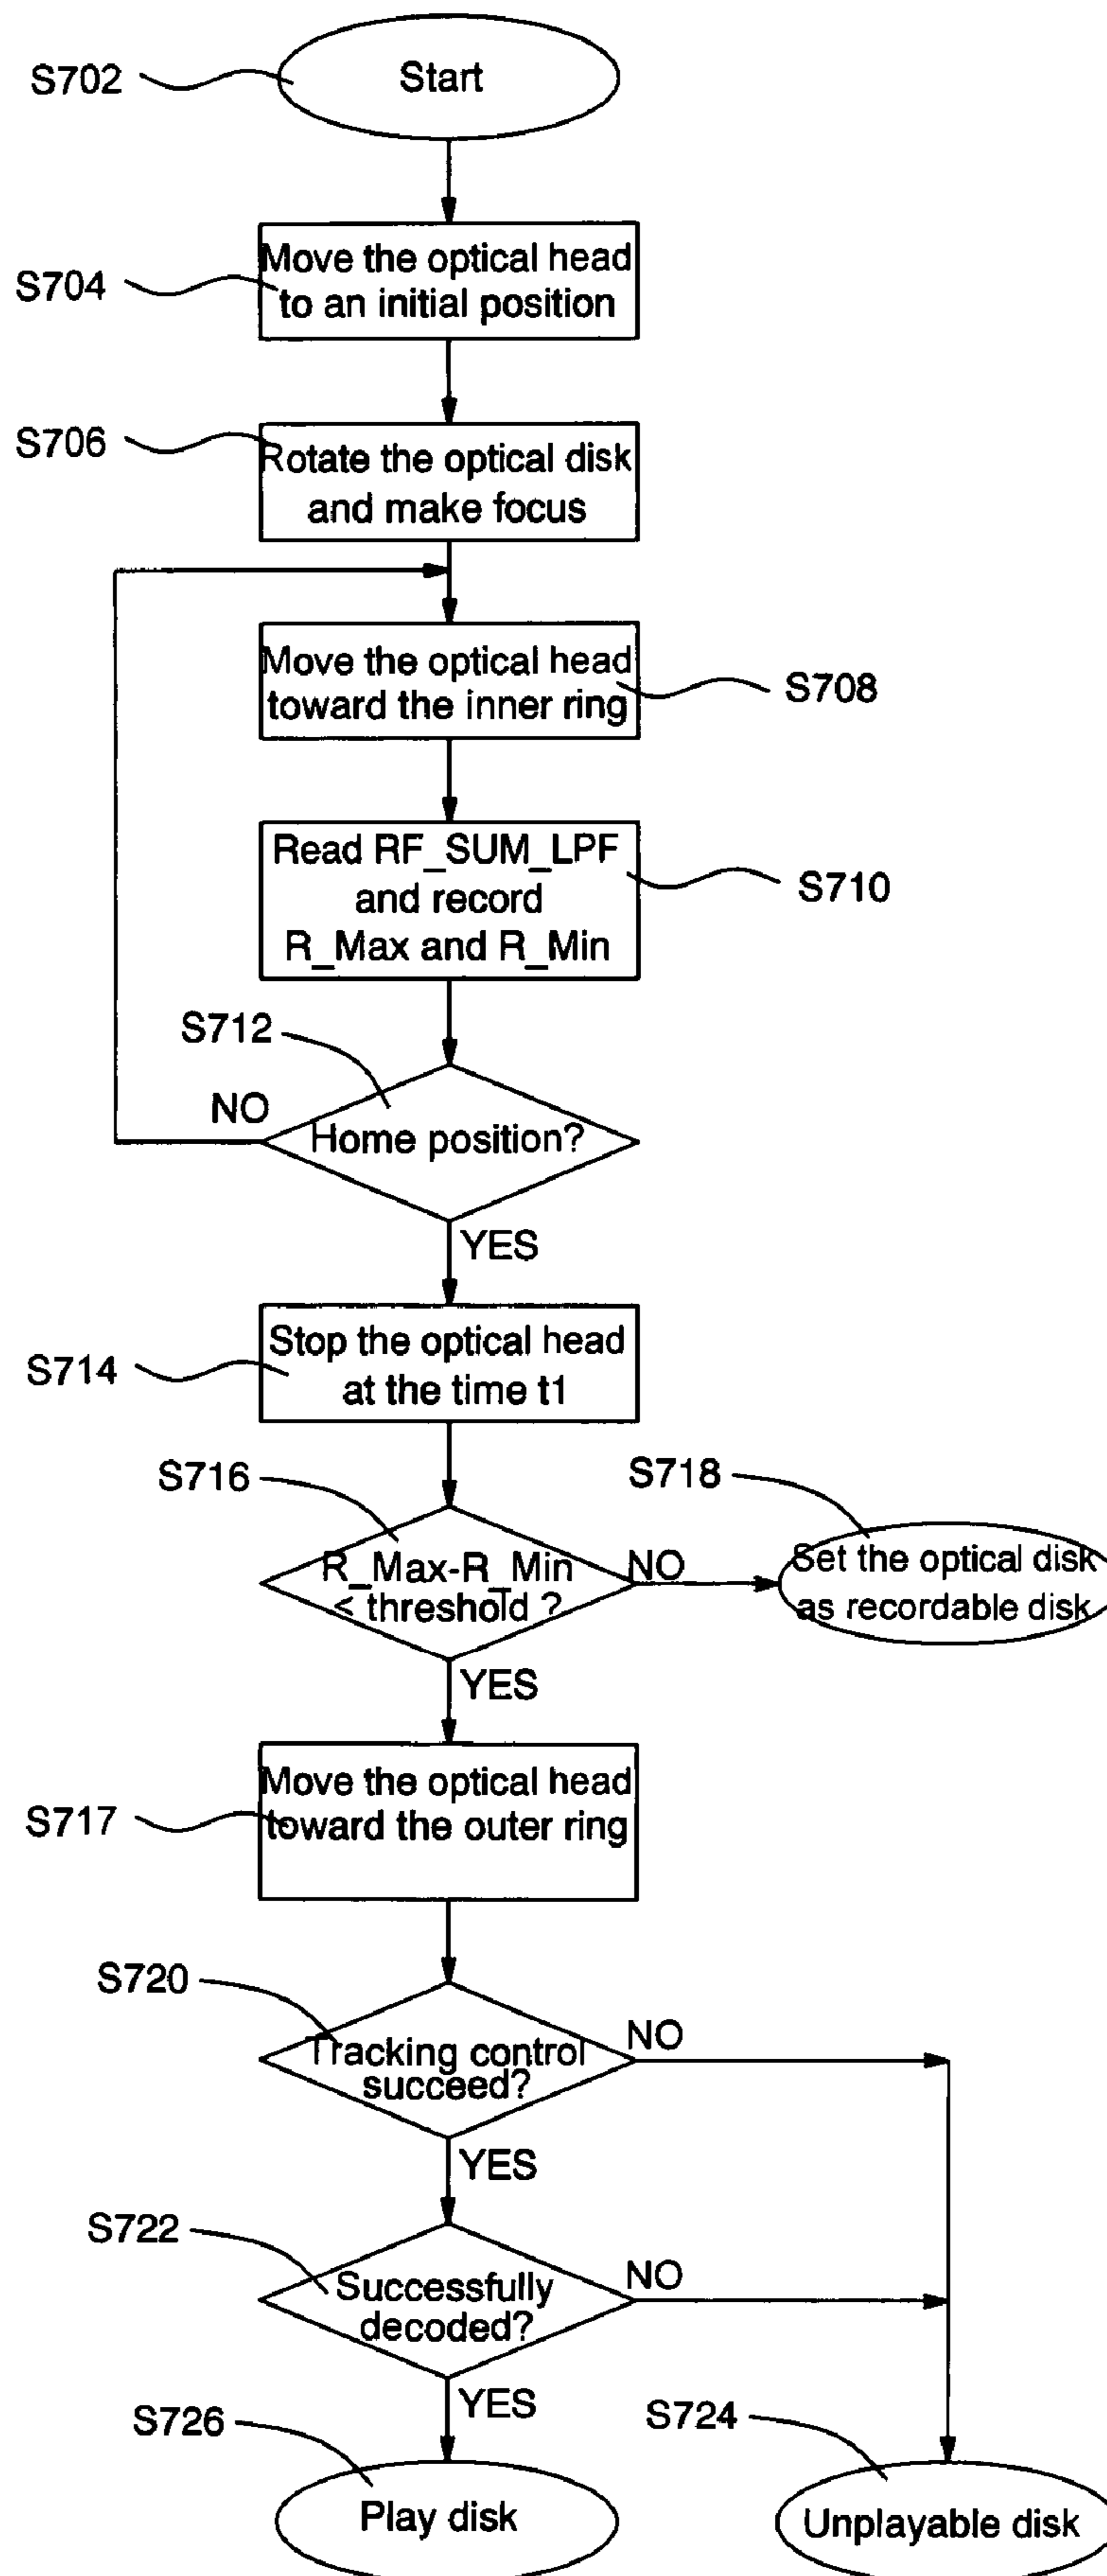 S702
Start
S704
Move the optical head
to an initial position
S706
Rotate the optical disk
and make focus
Move the optical head
toward the inner ring
S708
Read RF_SUM_LPF
and record
R_Max and R_Min
S710
S712
NO
Home position?
YES
S714
Stop the optical head
at the time t1
S716
S718
R_Max-R_Min
< threshold ?
NO
Set the optical disk
as recordable disk
YES
S717
Move the optical head
toward the outer ring
S720
NO
Tracking control
succeed?
YES
S722
NO
Successfully
decoded?
YES
S726
S724
Play disk
Unplayable disk